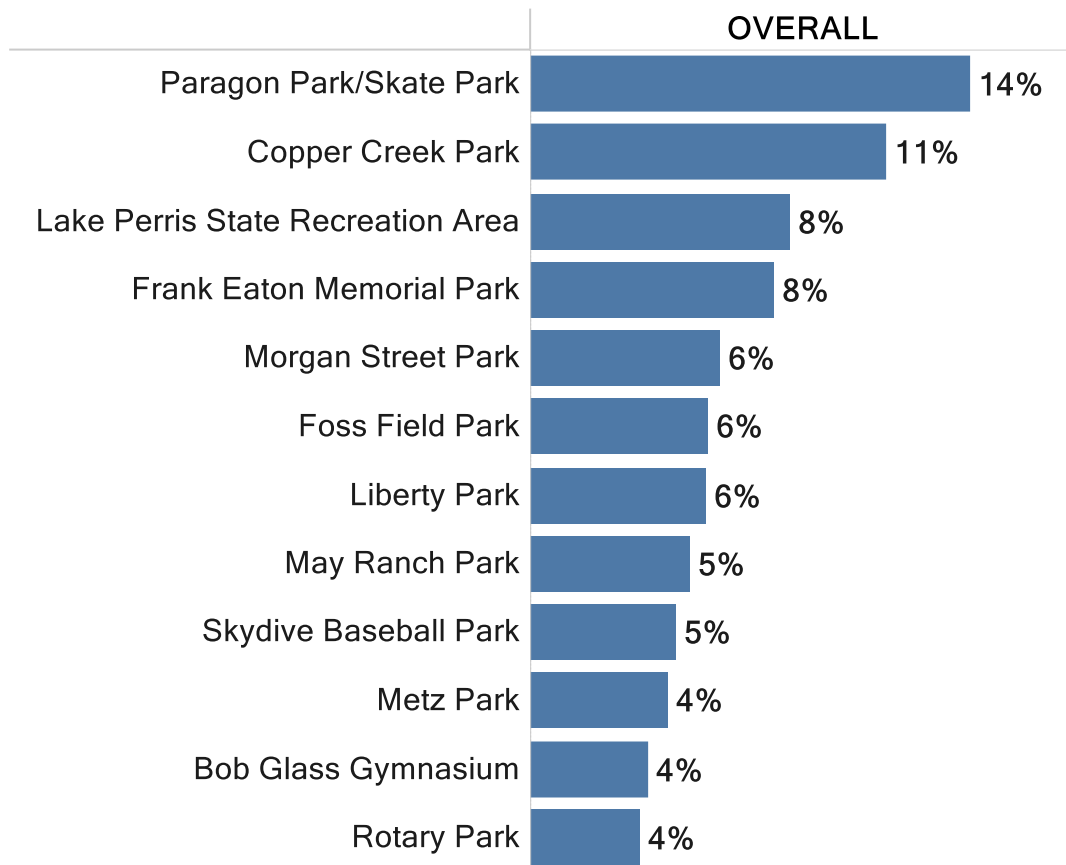 OVERALL
Paragon Park/Skate Park 14%
Copper Creek Park 11%
Lake Perris State Recreation Area 8%
Frank Eaton Memorial Park 8%
Morgan Street Park 6%
Foss Field Park 6%
Liberty Park 6%
May Ranch Park 5%
Skydive Baseball Park 5%
Metz Park 4%
Bob Glass Gymnasium 4%
Rotary Park 4%